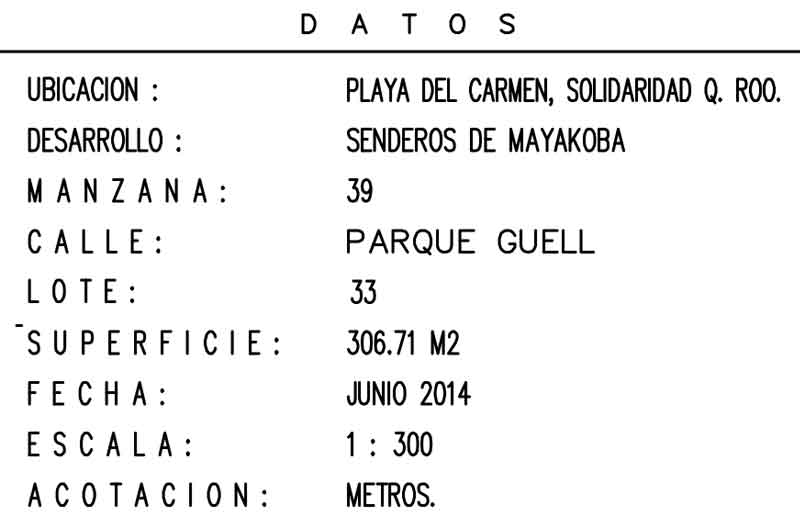 DATOS
UBICACION : PLAYA DEL CARMEN, SOLIDARIDAD Q. ROO.
DESARROLLO : SENDEROS DE MAYAKOBA
MANZANA: 39
CALLE: PARQUE GUELL
LOTE: 33
SUPERFICIE: 306.71 M2
FECHA: JUNIO 2014
ESCALA: 1 : 300
ACOTACION: METROS.